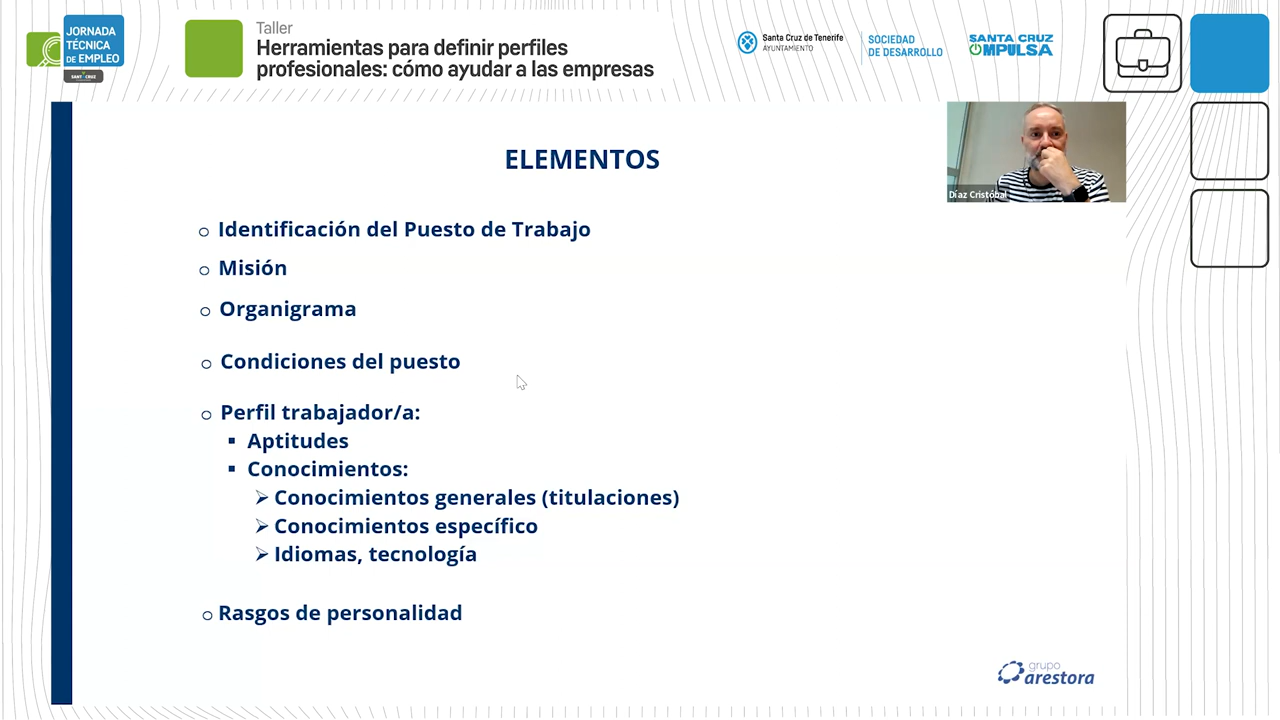 JORNADA
TÉCNICA
DE EMPLEO
Taller
Herramientas para definir perfiles
profesionales: cómo ayudar a las empresas
Santa Cruz de Tenerife
AYUNTAMIENTO
SOCIEDAD
DE DESARROLLO
SANTA CRUZ
OMPULSA
ELEMENTOS
Díaz Cristóbal
o Identificación del Puesto de Trabajo
o Misión
o Organigrama
o Condiciones del puesto
o Perfil trabajador/a:
▪ Aptitudes
▪ Conocimientos:
➢ Conocimientos generales (titulaciones)
➢ Conocimientos específico
➢ Idiomas, tecnología
o Rasgos de personalidad
grupo
arestora